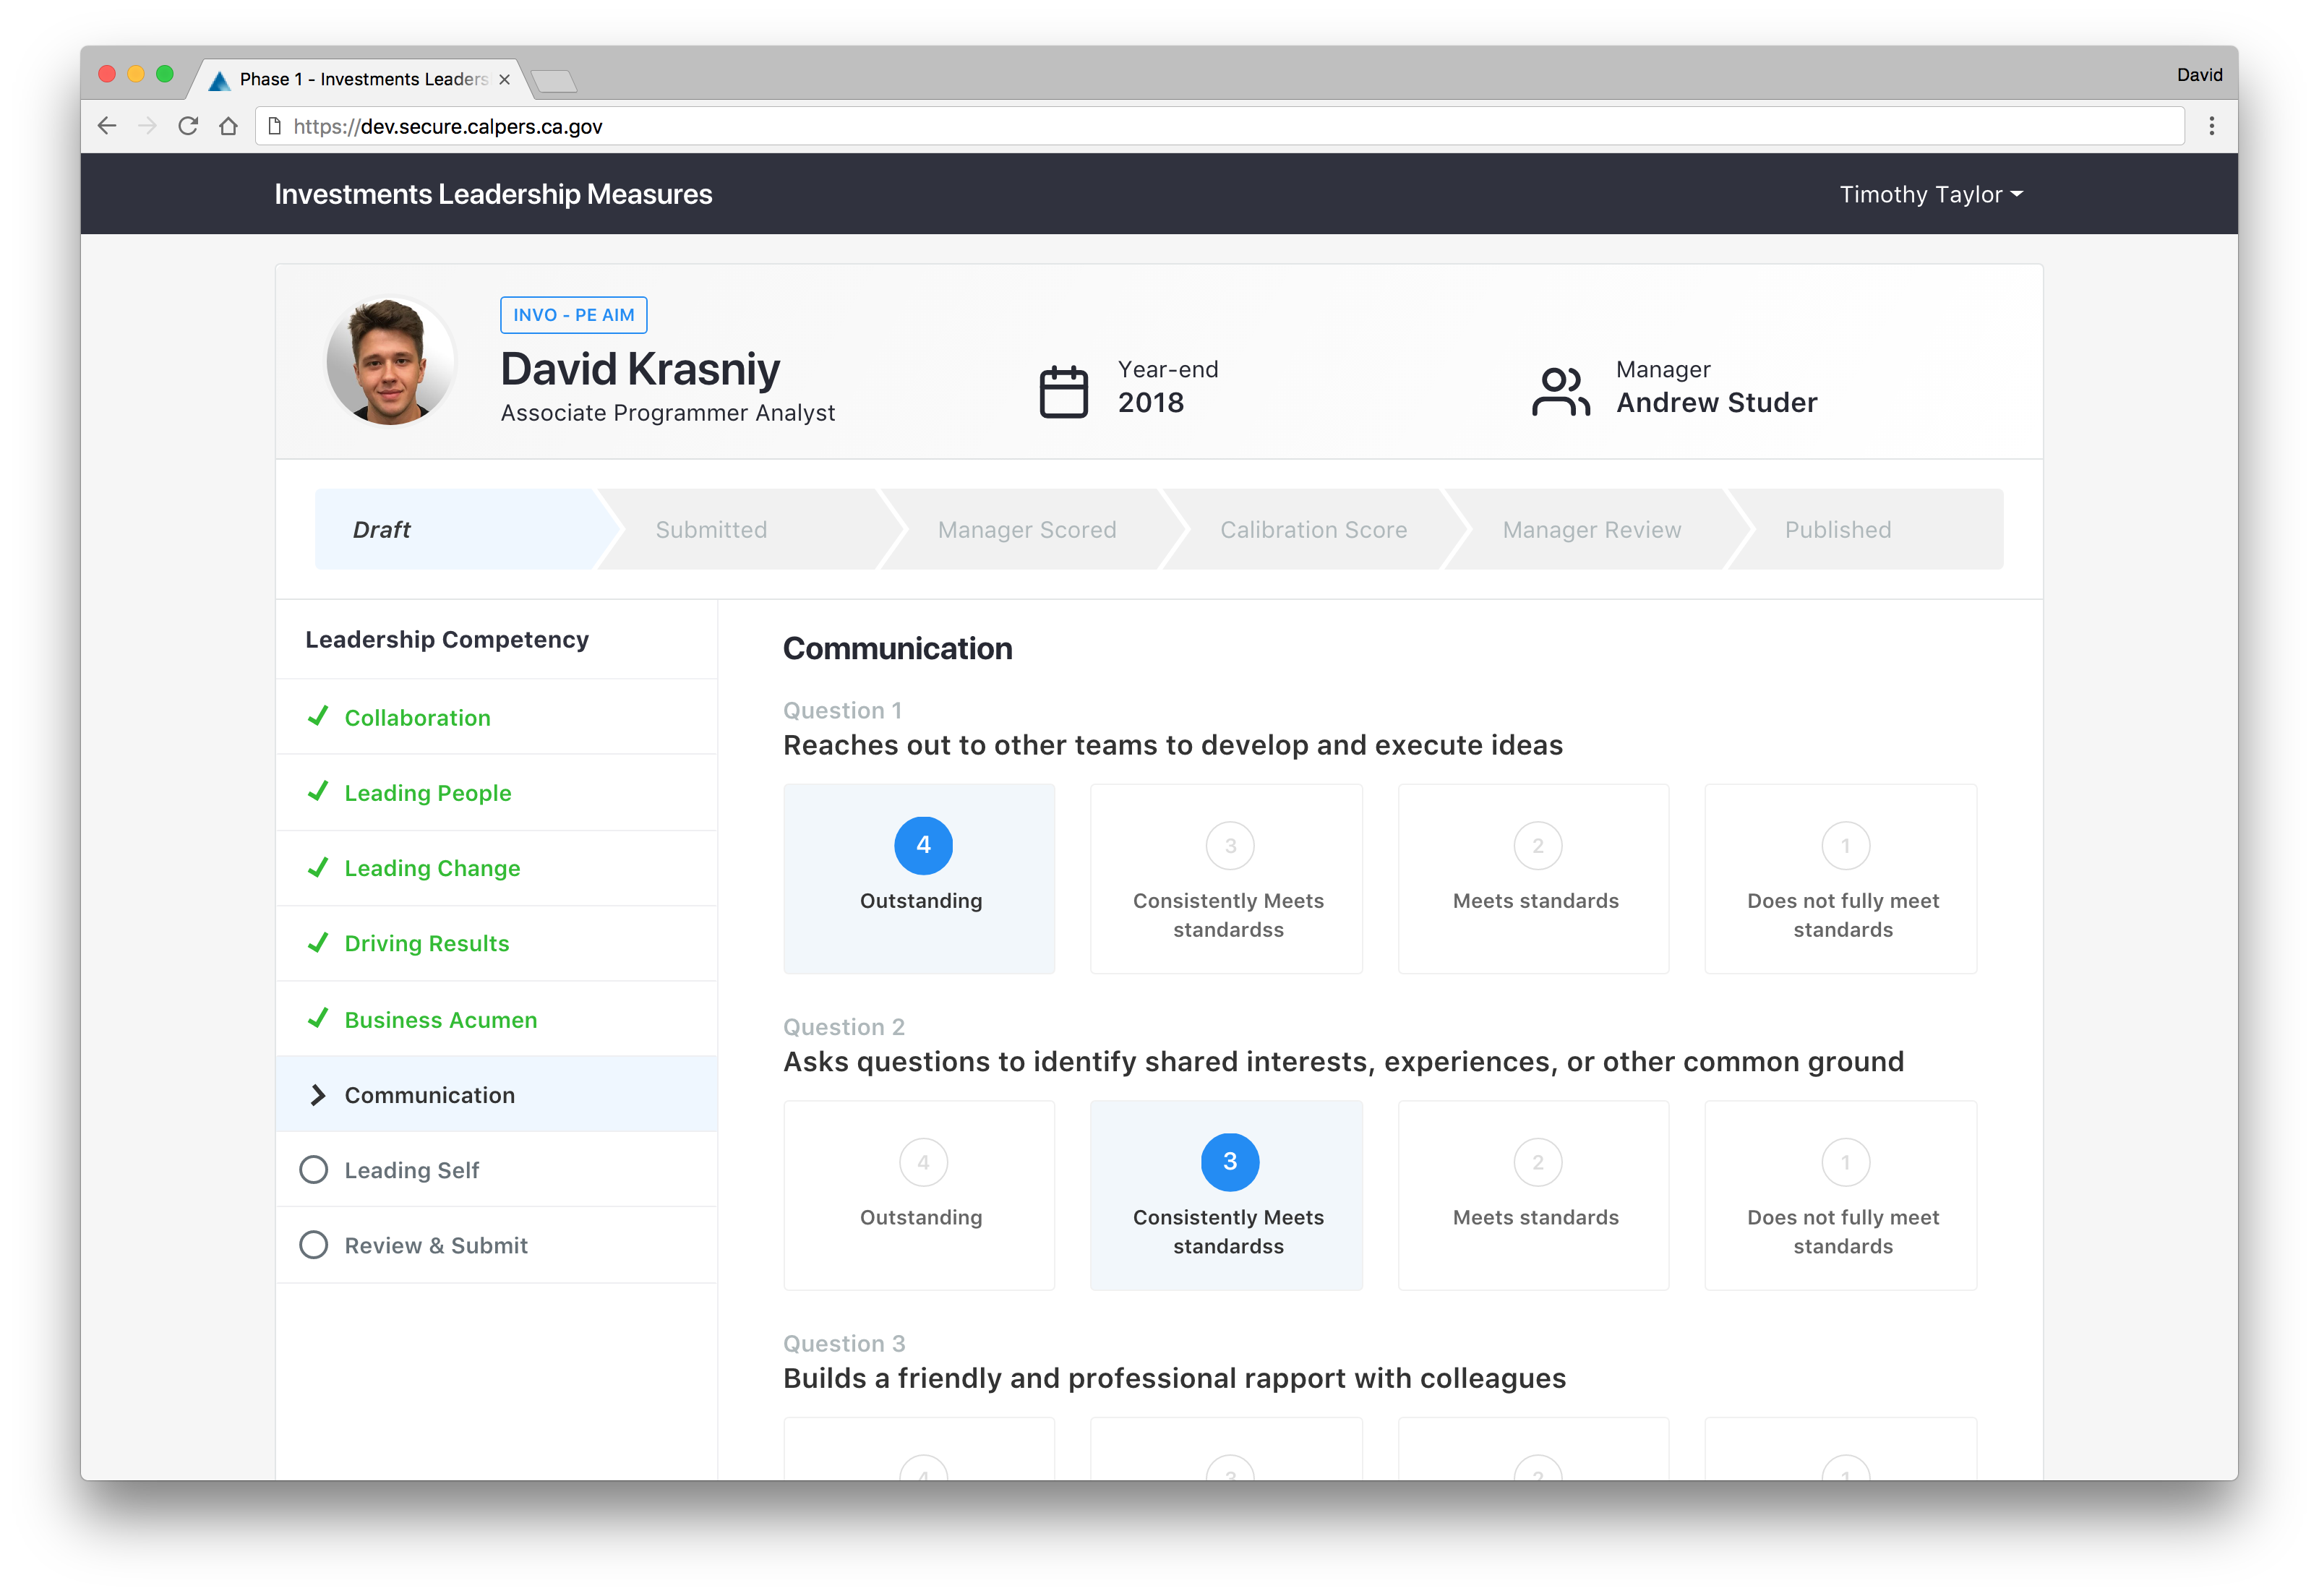 Phase 1 - Investments Leaders
David
https://dev.secure.calpers.ca.gov
Investments Leadership Measures
Timothy Taylor
INVO - PE AIM
David Krasniy
Associate Programmer Analyst
Year-end
2018
Manager
Andrew Studer
Draft
Submitted
Manager Scored
Calibration Score
Manager Review
Published
Leadership Competency
Collaboration
Leading People
Leading Change
Driving Results
Business Acumen
Communication
Leading Self
Review & Submit
Communication
Question 1
Reaches out to other teams to develop and execute ideas
4
Outstanding
3
Consistently Meets
standardss
2
Meets standards
1
Does not fully meet
standards
Question 2
Asks questions to identify shared interests, experiences, or other common ground
4
Outstanding
3
Consistently Meets
standardss
2
Meets standards
1
Does not fully meet
standards
Question 3
Builds a friendly and professional rapport with colleagues
4
3
2
1